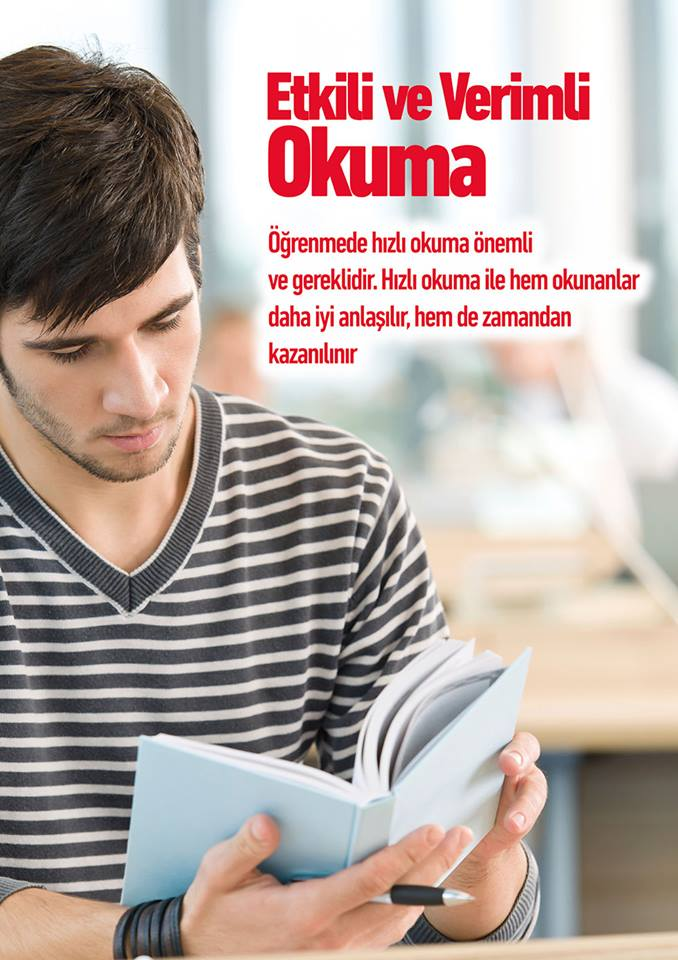 Etkili ve Verimli
Okuma
Öğrenmede hızlı okuma önemli
ve gereklidir. Hızlı okuma ile hem okunanlar
daha iyi anlaşılır, hem de zamandan
kazanılınır